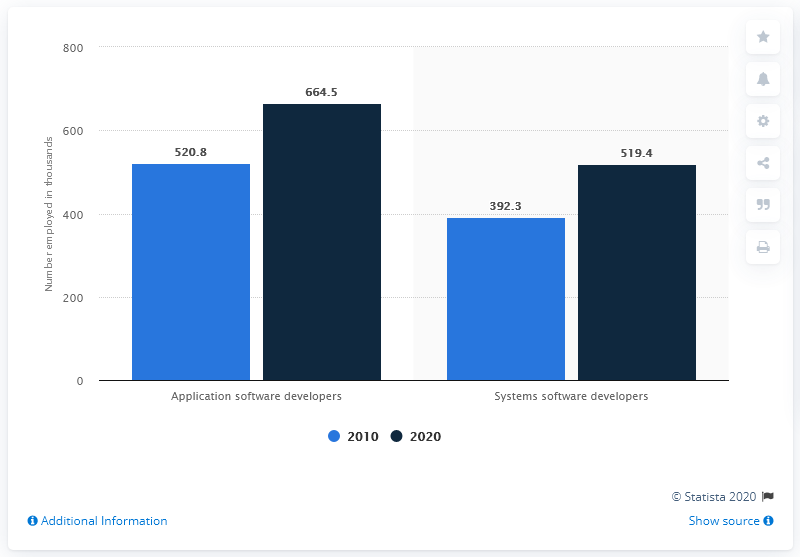 800
600
400
200
0
Number employed in thousands
520.8
664.5
392.3
519.4
Application software developers
Systems software developers
2010
2020
© Statista 2020
Additional Information
Show source